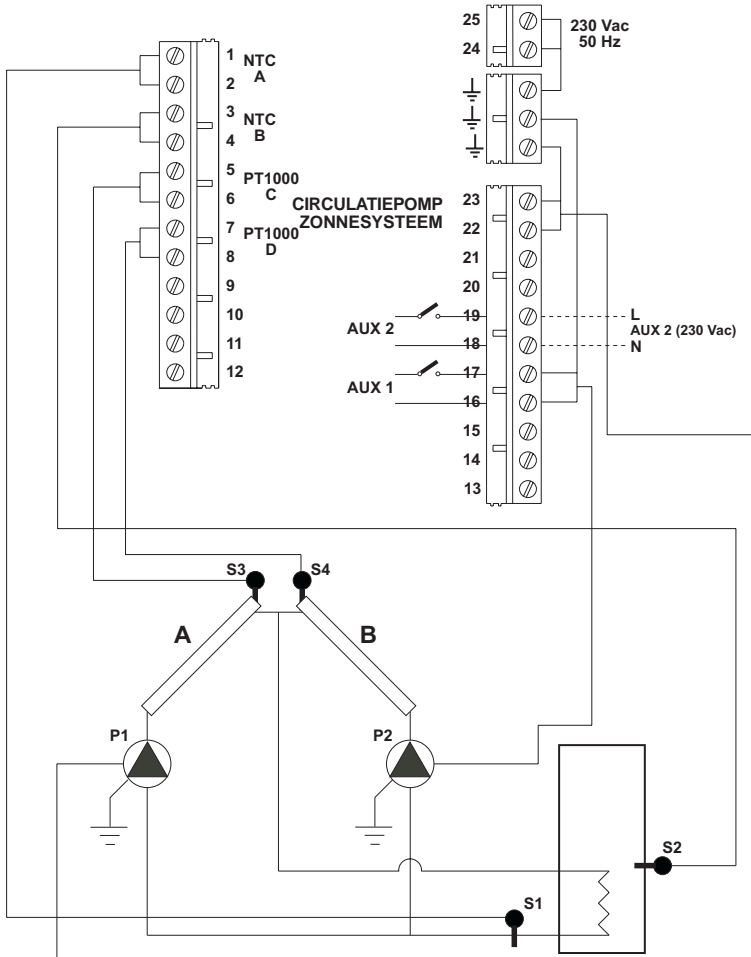 1
2
3
4
5
6
7
8
9
10
11
12
NTC
A
NTC
B
PT1000
C
PT1000
D
25
24
230 Vac
50 Hz
CIRCULATIEPOMP
ZONNESYSTEEM
23
22
21
20
19
18
17
16
15
14
13
AUX 2
AUX 1
L
AUX 2 (230 Vac)
N
S3
S4
A
B
P1
P2
S2
S1